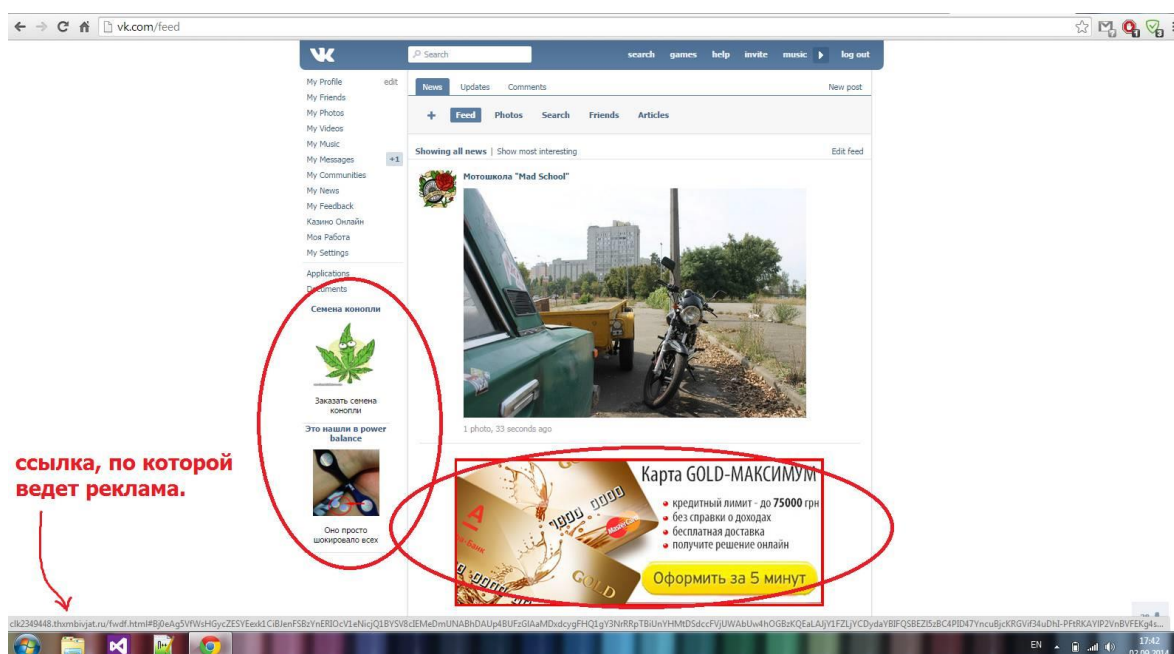 vk.com/feed
Search
search games help invite music log out
My Profile edit
My Friends
My Photos
My Videos
My Music
My Messages +1
My Communities
My News
My Feedback
Казино Онлайн
Моя Работа
My Settings
Applications
Documents
Семена конопли
Заказать семена
конопли
Это нашли в power
balance
Оно просто
шокировало всех
News Updates Comments New post
+ Feed Photos Search Friends Articles
Showing all news | Show most interesting Edit feed
Мотошкола "Mad School"
1 photo, 33 seconds ago
Карта GOLD-МАКСИМУМ
кредитный лимит - до 75000 грн
без справки о доходах
бесплатная доставка
получите решение онлайн
Оформить за 5 минут
MasterCard
GOLD
ссылка, по которой
ведет реклама.
EN 17:42
02.09.2014